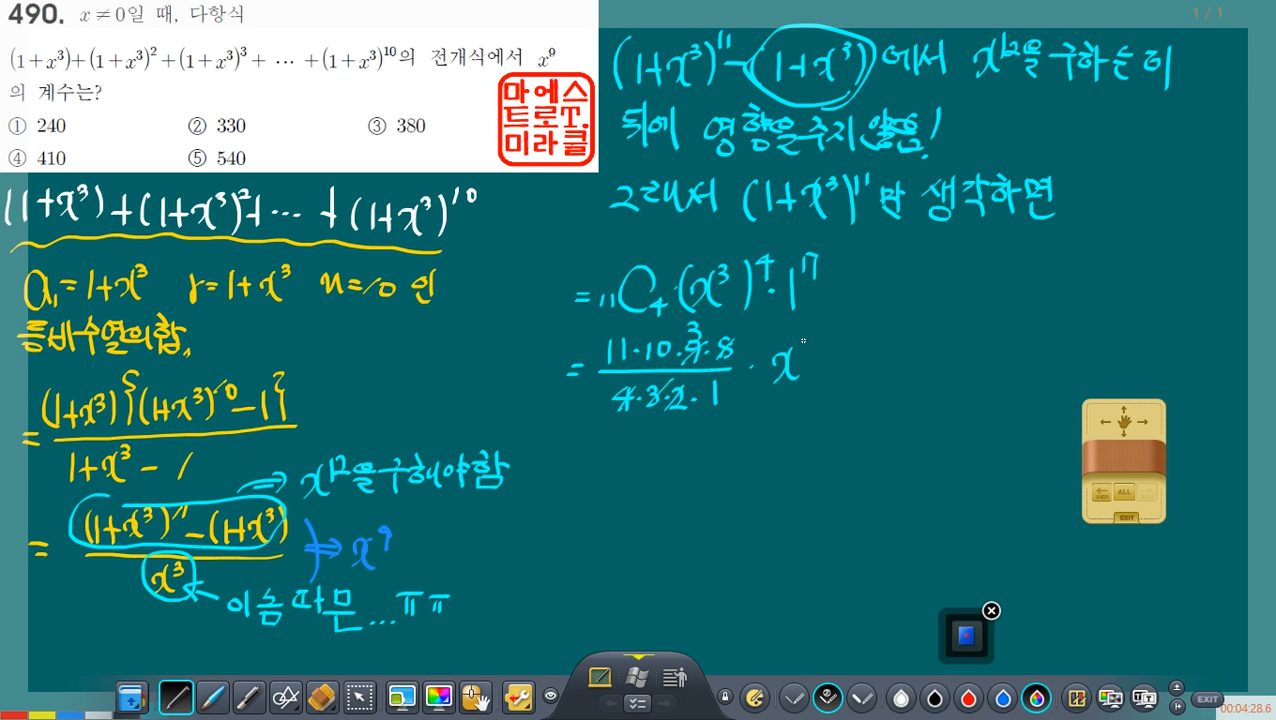 490. x≠0일 때, 다항식
(1+x³)+(1+x³)²+(1+x³)³+ ⋯ +(1+x³)¹⁰의 전개식에서 x⁹
의 계수는?
① 240 ② 330 ③ 380
④ 410 ⑤ 540
마에스
트로T.
미라클
(1+x³)+(1+x³)²+⋯+(1+x³)¹⁰
a₁=1+x³ r=1+x³ n=10 인
등비수열의 합,
= (1+x³){(1+x³)¹⁰-1} / 1+x³-1
= (1+x³)¹¹-(1+x³) / x³
⇒ x¹²을 구해야 함
⇒ x⁹
← 이놈 따문...ㅠㅠ
(1+x³)¹¹-(1+x³)에서 x¹²을 구하는데
뒤에 영향을 주지 않음!
그래서 (1+x³)¹¹만 생각하면
= ₁₁C₄(x³)⁴·1⁷
= 11·10·9·8 / 4·3·2·1 · x
3
1 / 1
ALL
EXIT
EXIT
00:04:28.6